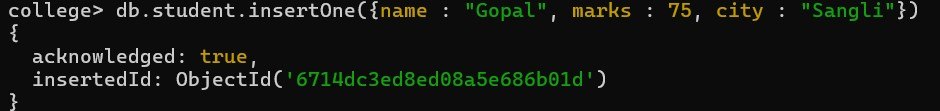 college> db.student.insertOne({name : "Gopal", marks : 75, city : "Sangli"})
{
  acknowledged: true,
  insertedId: ObjectId('6714dc3ed8ed08a5e686b01d')
}